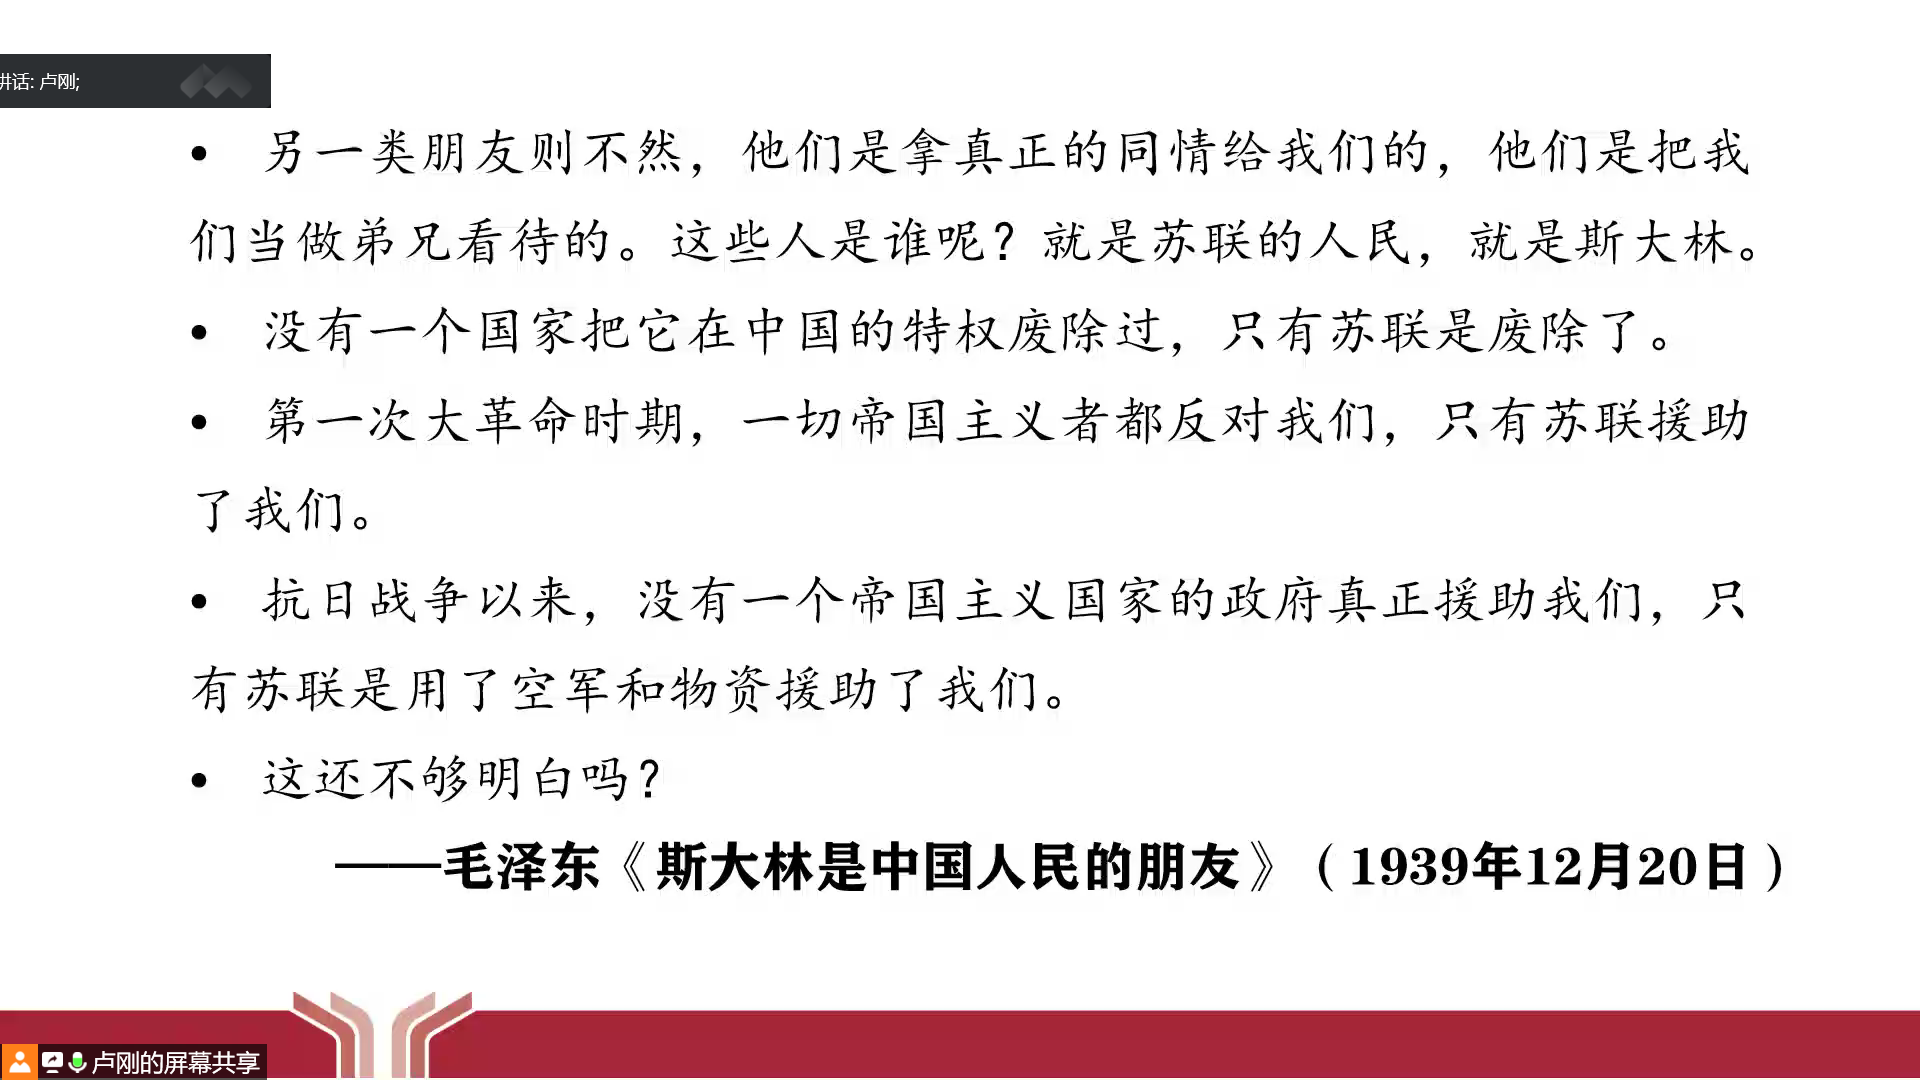 讲话: 卢刚;
• 另一类朋友则不然，他们是拿真正的同情给我们的，他们是把我
们当做弟兄看待的。这些人是谁呢？就是苏联的人民，就是斯大林。
• 没有一个国家把它在中国的特权废除过，只有苏联是废除了。
• 第一次大革命时期，一切帝国主义者都反对我们，只有苏联援助
了我们。
• 抗日战争以来，没有一个帝国主义国家的政府真正援助我们，只
有苏联是用了空军和物资援助了我们。
• 这还不够明白吗？
——毛泽东《斯大林是中国人民的朋友》（1939年12月20日）
卢刚的屏幕共享